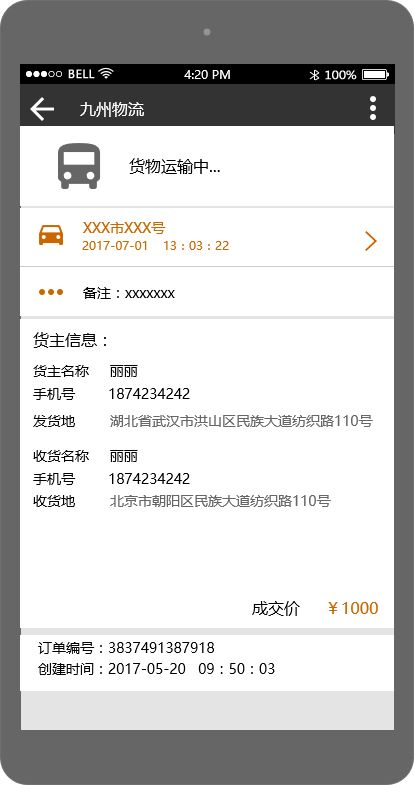 BELL 4:20 PM 100%
九州物流
货物运输中...
XXX市XXX号
2017-07-01 13：03：22
备注：xxxxxxx
货主信息：
货主名称 丽丽
手机号 1874234242
发货地 湖北省武汉市洪山区民族大道纺织路110号
收货名称 丽丽
手机号 1874234242
收货地 北京市朝阳区民族大道纺织路110号
成交价 ￥1000
订单编号：3837491387918
创建时间：2017-05-20 09：50：03